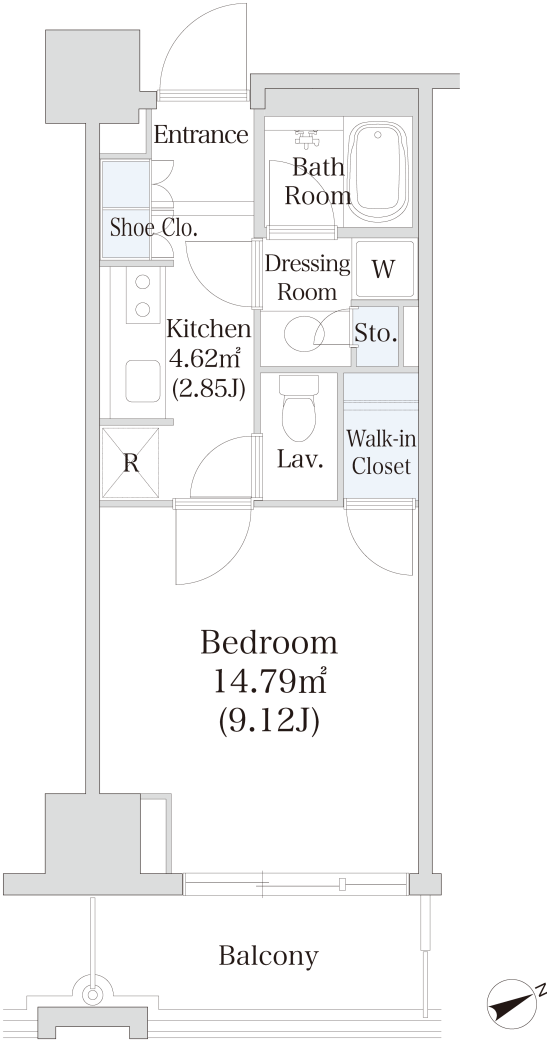 Entrance
Bath
Room
Shoe Clo.
Dressing
Room
W
Kitchen
4.62㎡
(2.85J)
Sto.
R
Lav.
Walk-in
Closet
Bedroom
14.79㎡
(9.12J)
Balcony
N